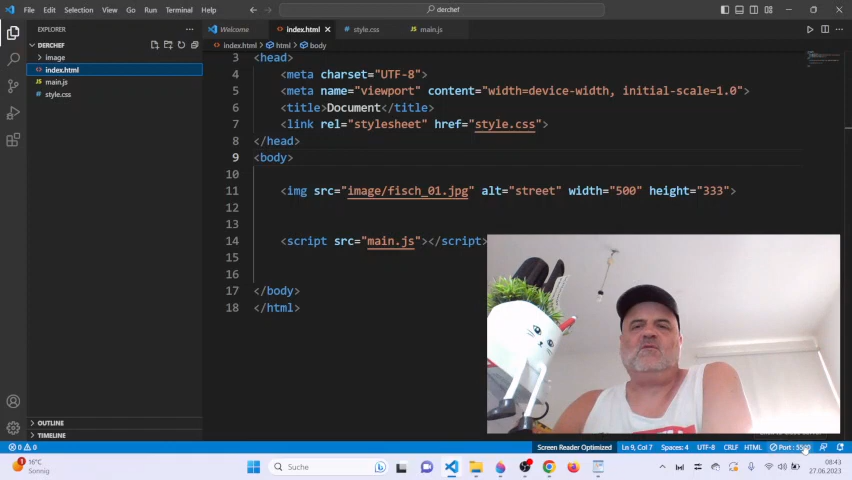 File Edit Selection View Go Run Terminal Help
derchef
EXPLORER
Welcome
index.html
style.css
main.js
DERCHEF
index.html > html > body
image
index.html
main.js
style.css
3 <head>
4 <meta charset="UTF-8">
5 <meta name="viewport" content="width=device-width, initial-scale=1.0">
6 <title>Document</title>
7 <link rel="stylesheet" href="style.css">
8 </head>
9 <body>
10
11 <img src="image/fisch_01.jpg" alt="street" width="500" height="333">
12
13
14 <script src="main.js"></script>
15
16
17 </body>
18 </html>
OUTLINE
TIMELINE
0 0
Screen Reader Optimized Ln 9, Col 7 Spaces: 4 UTF-8 CRLF HTML Port : 5500
16°C
Sonnig
Suche
08:43
27.06.2023